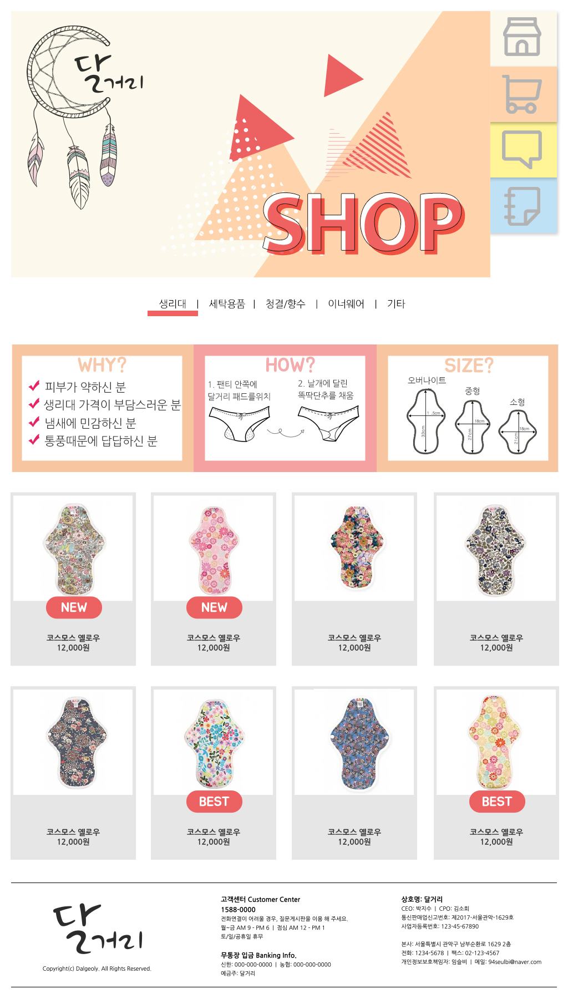 달거리
SHOP
생리대 | 세탁용품 | 청결/향수 | 이너웨어 | 기타
WHY?
피부가 약하신 분
생리대 가격이 부담스러운 분
냄새에 민감하신 분
통풍때문에 답답하신 분
HOW?
1. 팬티 안쪽에
달거리 패드를위치
2. 날개에 달린
똑딱단추를 채움
SIZE?
오버나이트
중형
소형
1 .5cm
33cm
18cm
27cm
18cm
21cm
NEW
코스모스 옐로우
12,000원
NEW
코스모스 옐로우
12,000원
코스모스 옐로우
12,000원
코스모스 옐로우
12,000원
코스모스 옐로우
12,000원
BEST
코스모스 옐로우
12,000원
코스모스 옐로우
12,000원
BEST
코스모스 옐로우
12,000원
달거리
Copyright(c) Dalgeoly. All Rights Reserved.
고객센터 Customer Center
1588-0000
전화연결이 어려울 경우, 질문게시판을 이용 해 주세요.
월~금 AM 9 - PM 6 | 점심 AM 12 - PM 1
토/일/공휴일 휴무
무통장 입금 Banking Info.
신한: 000-000-0000 | 농협: 000-000-0000
예금주: 달거리
상호명: 달거리
CEO: 박지수 | CPO: 김소희
통신판매업신고번호: 제2017-서울관악-1629호
사업자등록번호: 123-45-67890
본사: 서울특별시 관악구 남부순환로 1629 2층
전화: 1234-5678 | 팩스: 02-123-4567
개인정보보호책임자: 임슬비 | 메일: 94seulbi@naver.com